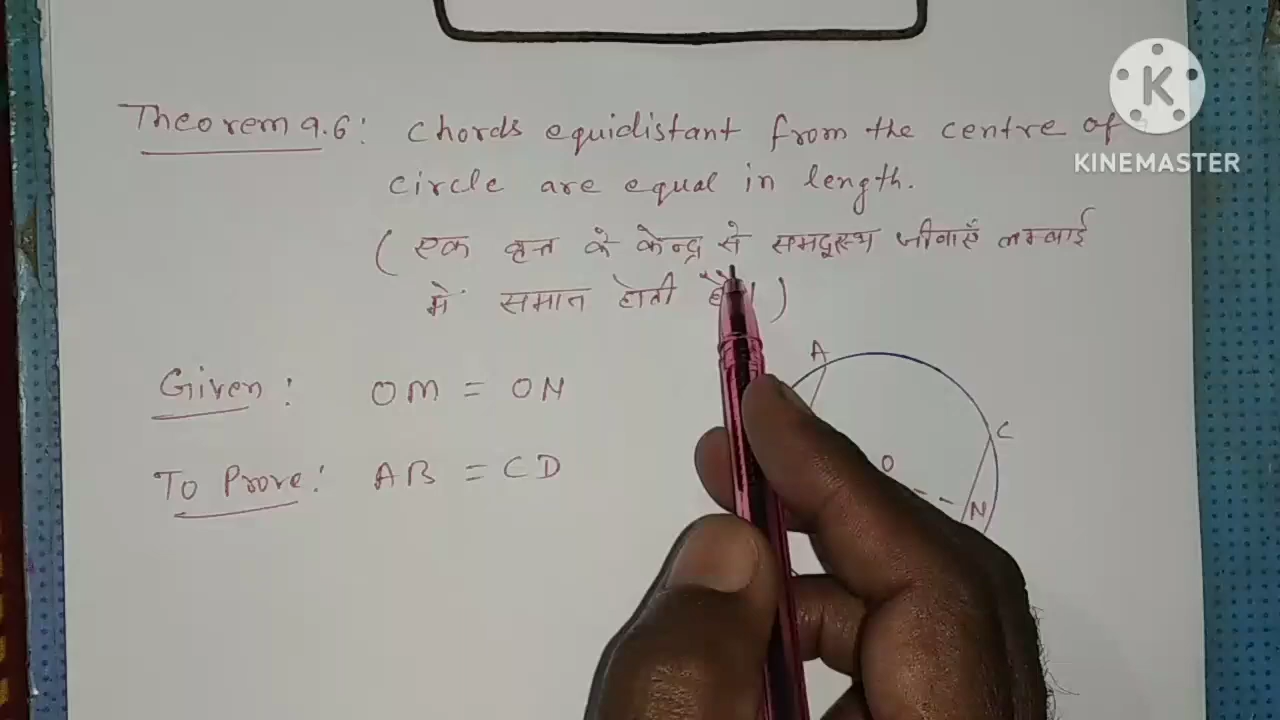 Theorem 9.6: Chords equidistant from the centre of
circle are equal in length.
( एक वृत्त के केन्द्र से समदूरस्थ जीवाएँ लम्बाई
में समान होती है। )
Given: OM = ON
To Prove: AB = CD
A
C
O
N
K
KINEMASTER